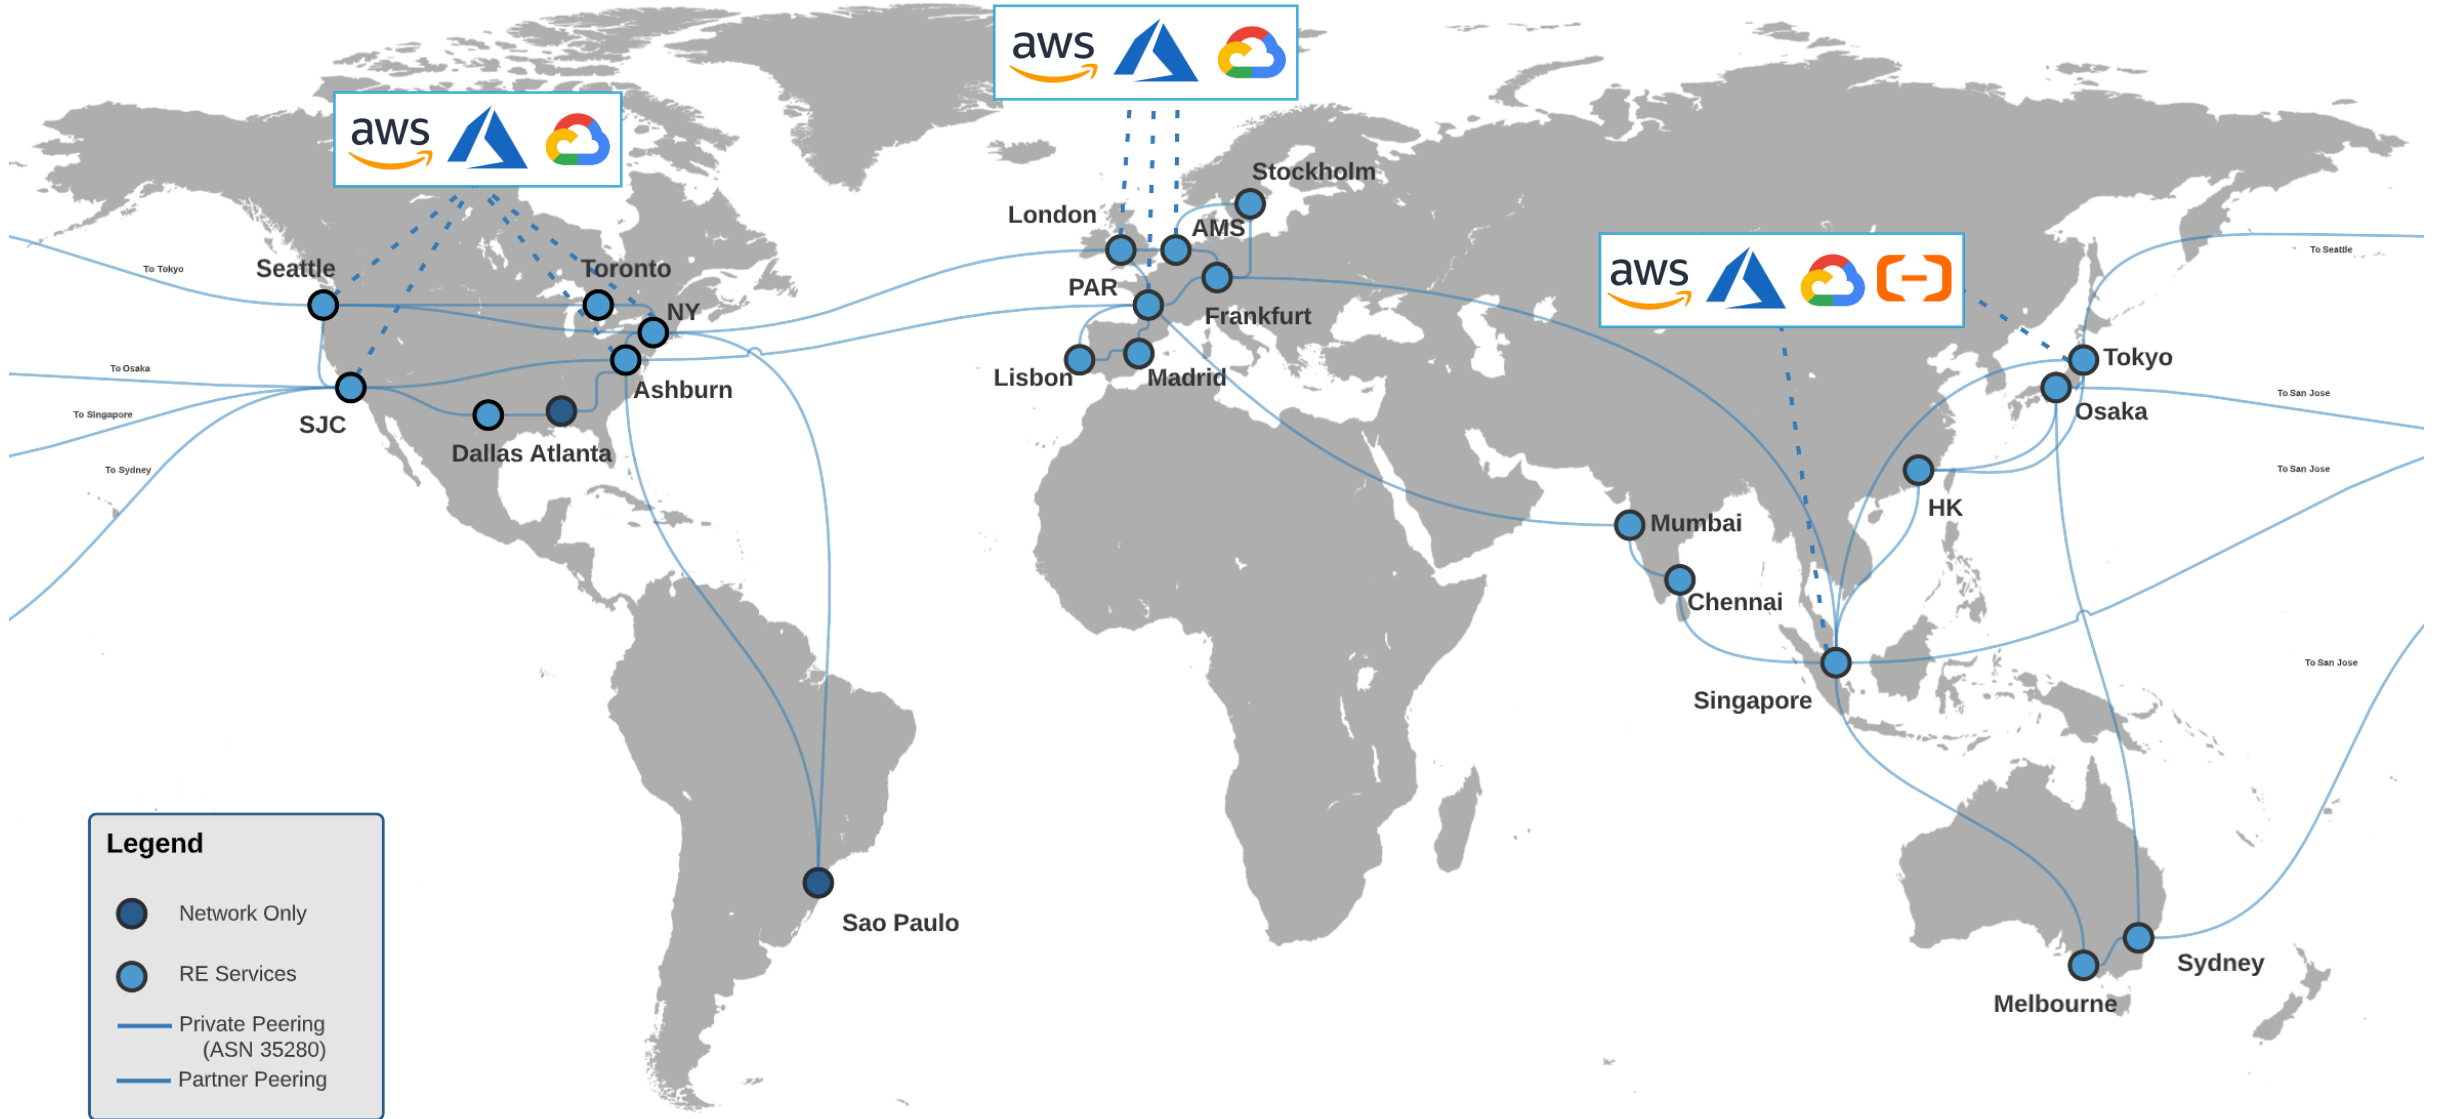 aws
aws
Stockholm
London
AMS
To Tokyo
Seattle
Toronto
To Seattle
aws
PAR
NY
Frankfurt
Tokyo
To Osaka
Lisbon
Madrid
Ashburn
To San Jose
Osaka
To Singapore
SJC
Dallas Atlanta
To Sydney
To San Jose
HK
Mumbai
Chennai
To San Jose
Singapore
Legend
Network Only
Sao Paulo
RE Services
Sydney
Melbourne
Private Peering
(ASN 35280)
Partner Peering